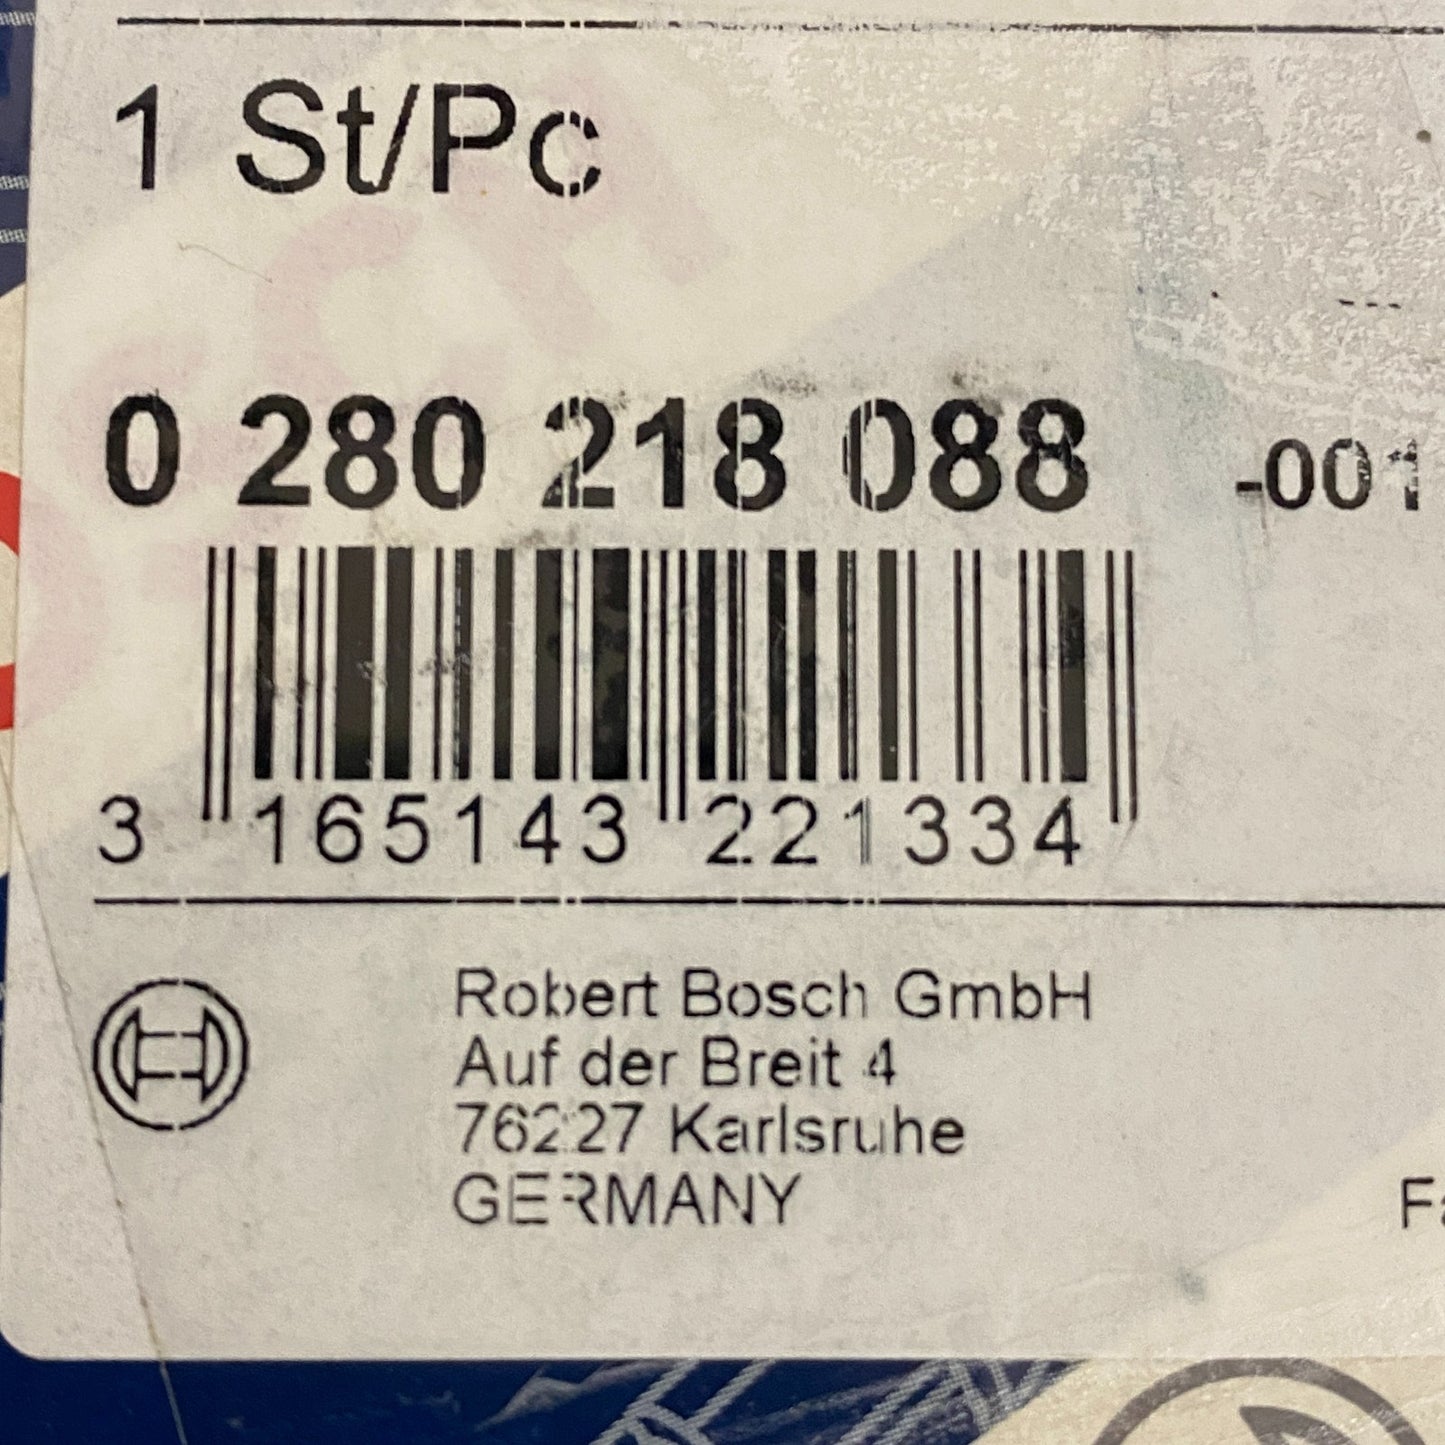 1 St/Pc
0 280 218 088 -001
3 165143 221334
Robert Bosch GmbH
Auf der Breit 4
76227 Karlsruhe
GERMANY